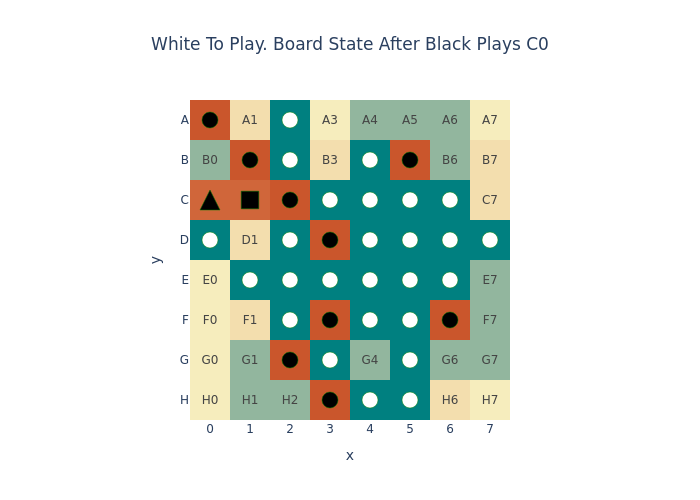 White To Play. Board State After Black Plays C0
A A1 A3 A4 A5 A6 A7
B B0 B3 B6 B7
C C7
D D1
E E0 E7
F F0 F1 F7
G G0 G1 G4 G6 G7
H H0 H1 H2 H6 H7
0 1 2 3 4 5 6 7
x
y